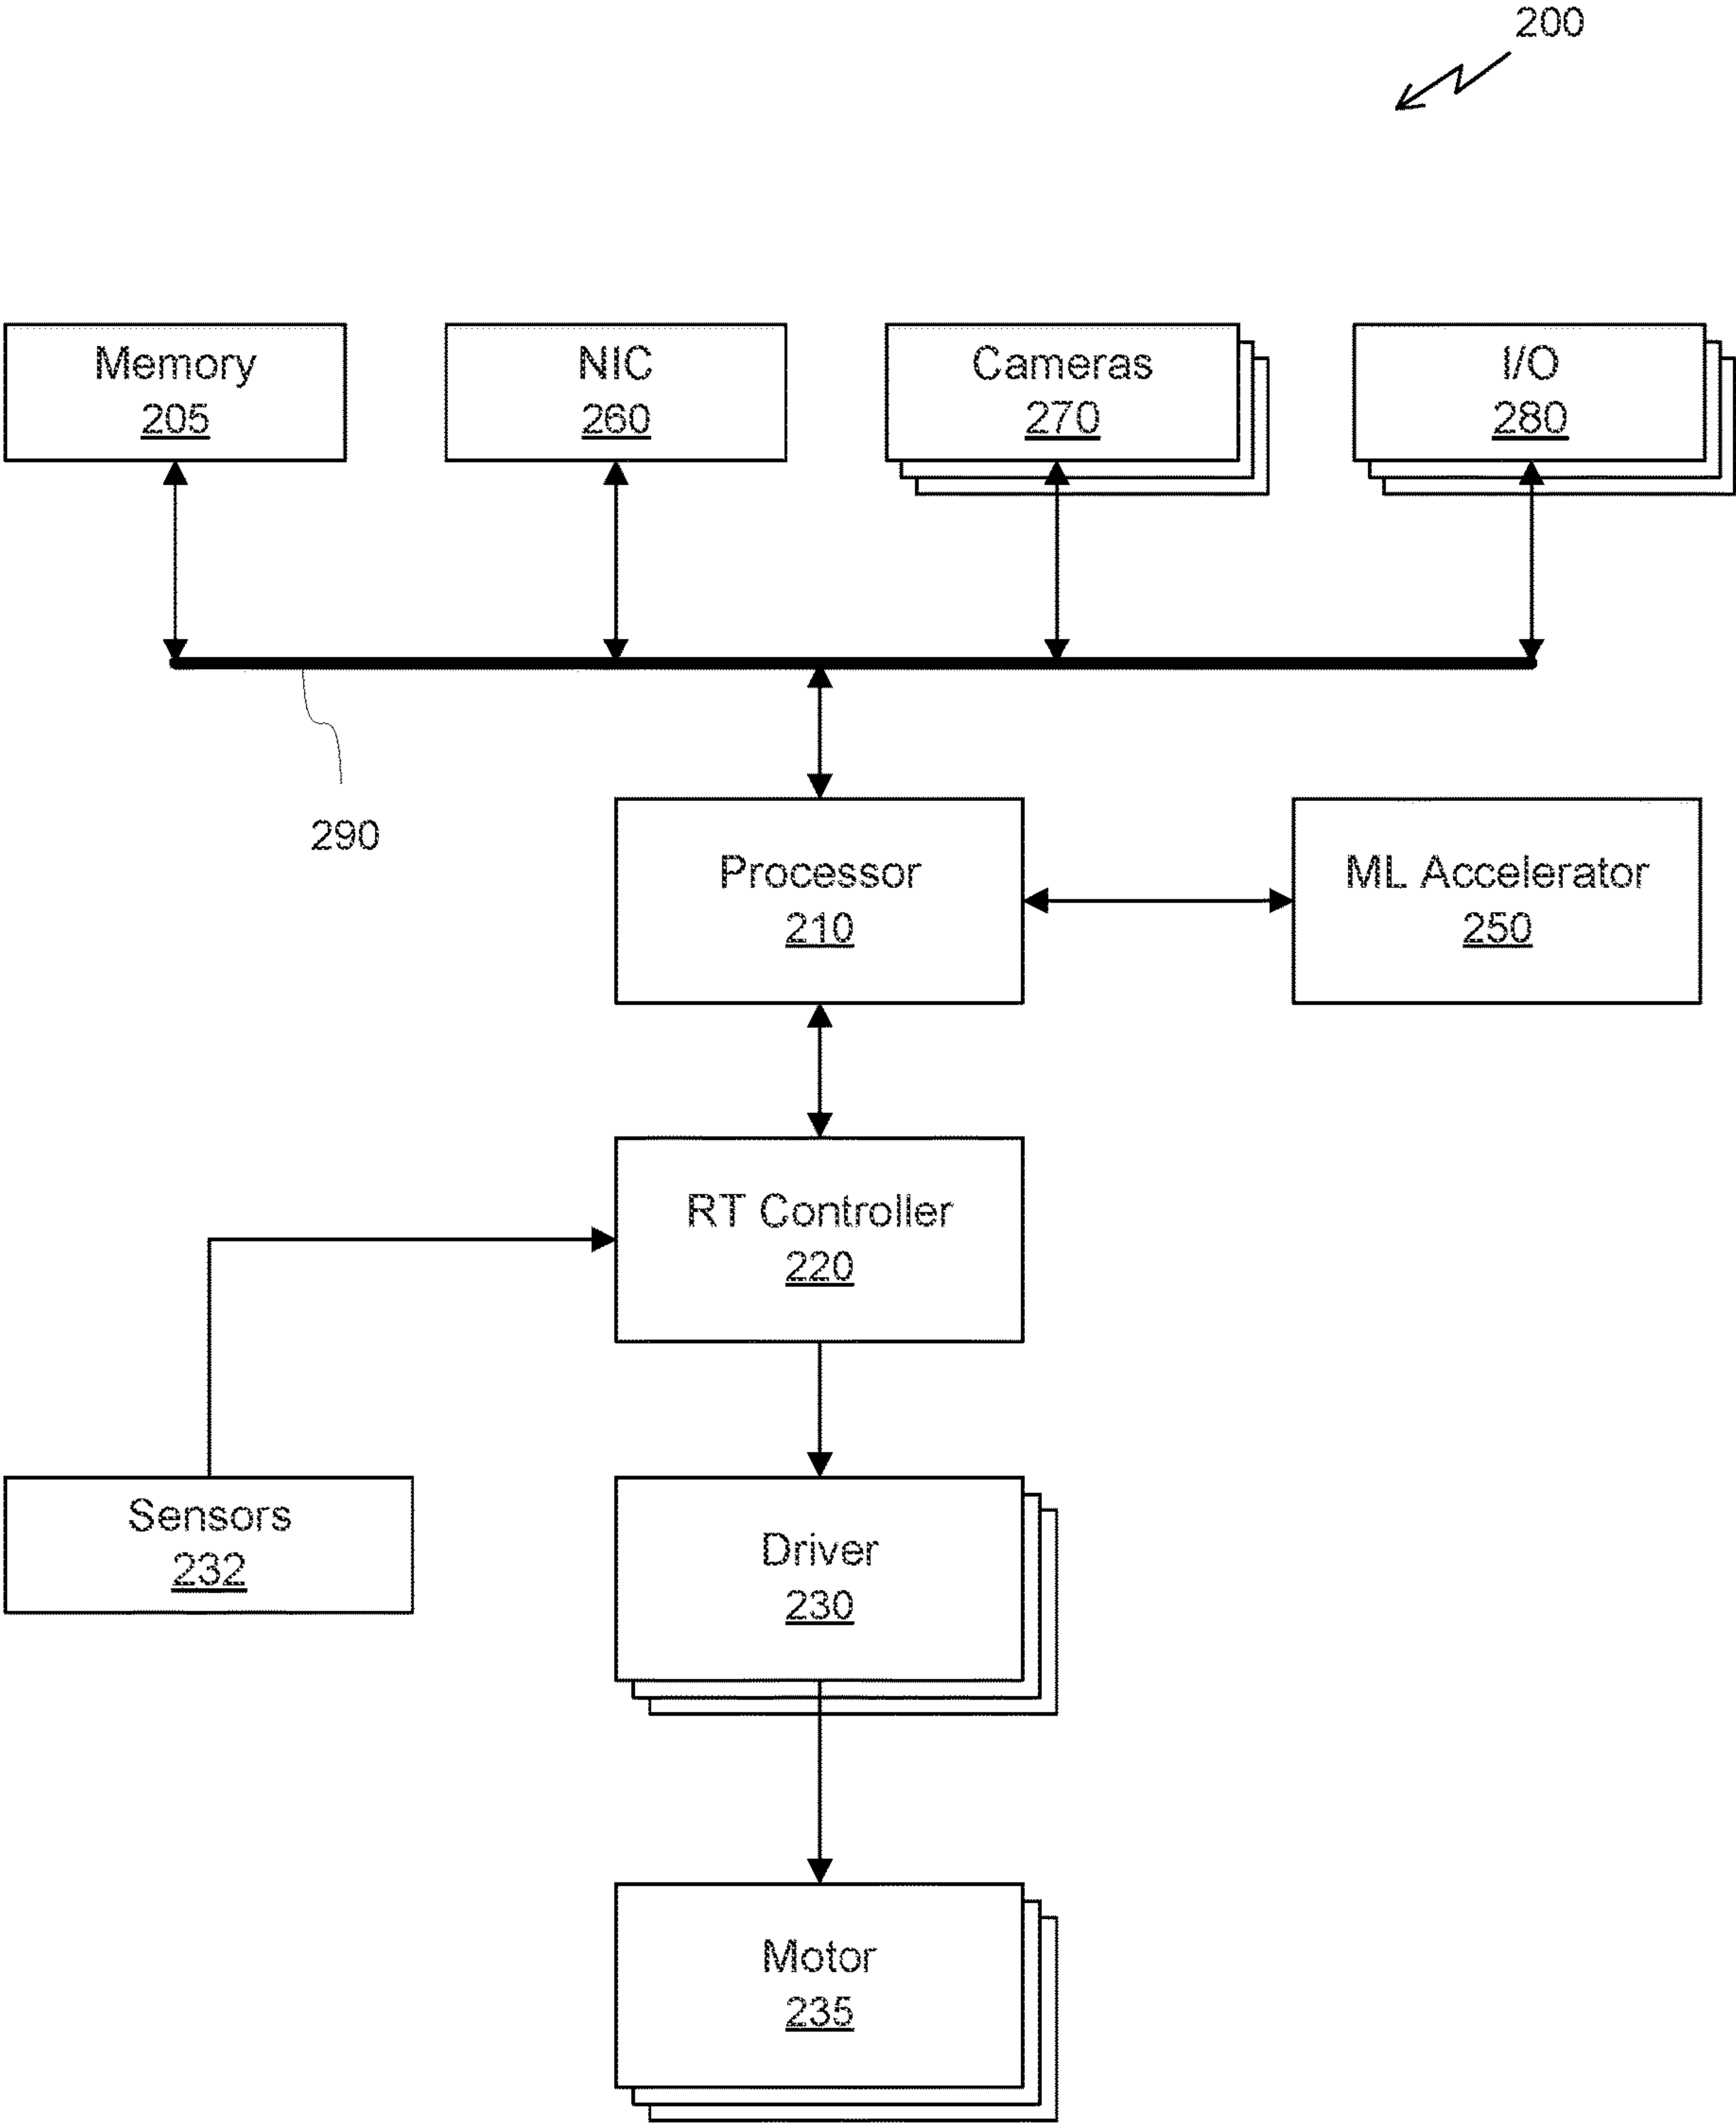 200
Memory
205
NIC
260
Cameras
270
I/O
280
290
Processor
210
ML Accelerator
250
RT Controller
220
Sensors
232
Driver
230
Motor
235